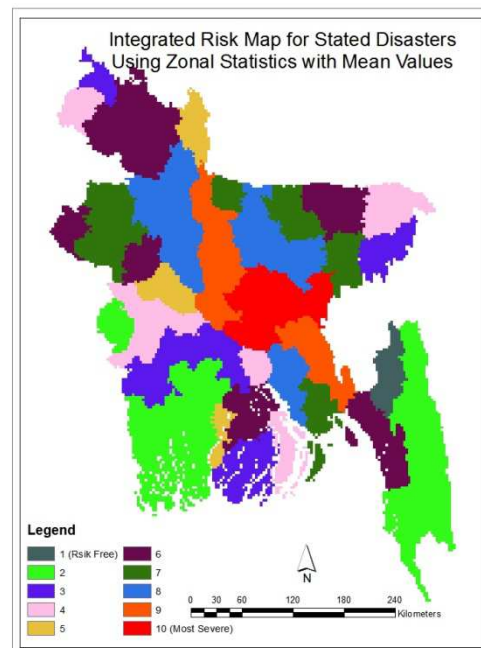 Integrated Risk Map for Stated Disasters
Using Zonal Statistics with Mean Values
Legend
1 (Rsik Free)
2
3
4
5
6
7
8
9
10 (Most Severe)
N
0 30 60 120 180 240
Kilometers